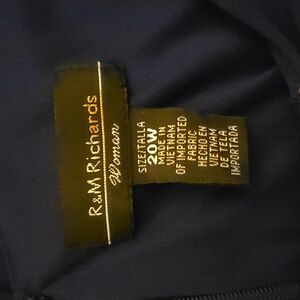 R&M Richards
Woman
SIZE/TALLA
20W
MADE IN
VIETNAM
OF IMPORTED
FABRIC
HECHO EN
VIETNAM
DE TELA
IMPORTADA